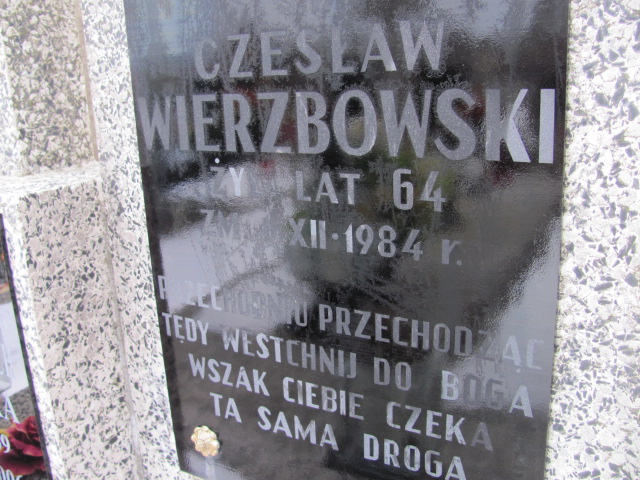 CZESŁAW
WIERZBOWSKI
ŻYŁ LAT 64
ZM. XII·1984 r.
PRZECHODNIU PRZECHODZĄC
TĘDY WESTCHNIJ DO BOGA
WSZAK CIEBIE CZEKA
TA SAMA DROGA